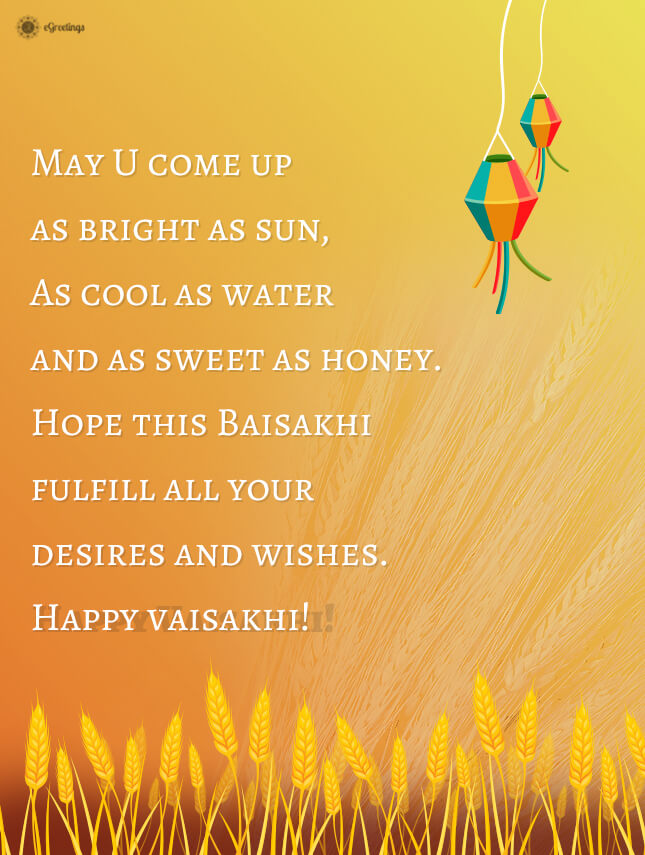 eGreetings
May U come up
as bright as sun,
As cool as water
and as sweet as honey.
Hope this Baisakhi
fulfill all your
desires and wishes.
Happy vaisakhi!